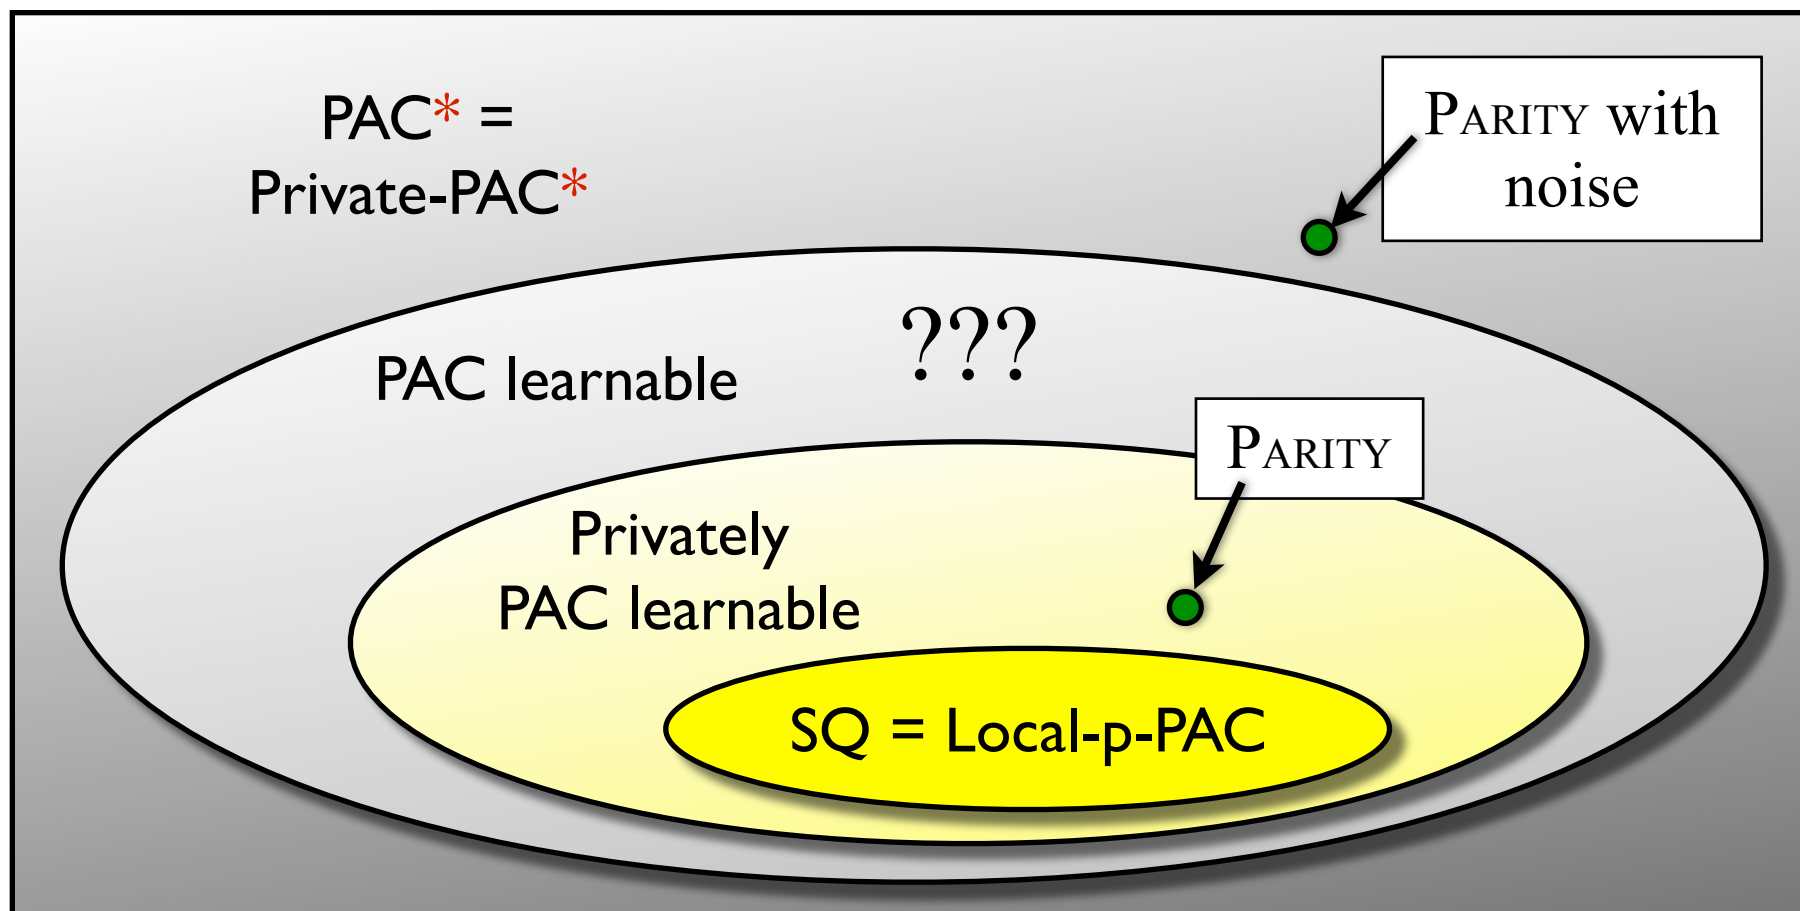 PAC* =
Private-PAC*
PARITY with
noise
???
PAC learnable
PARITY
Privately
PAC learnable
SQ = Local-p-PAC